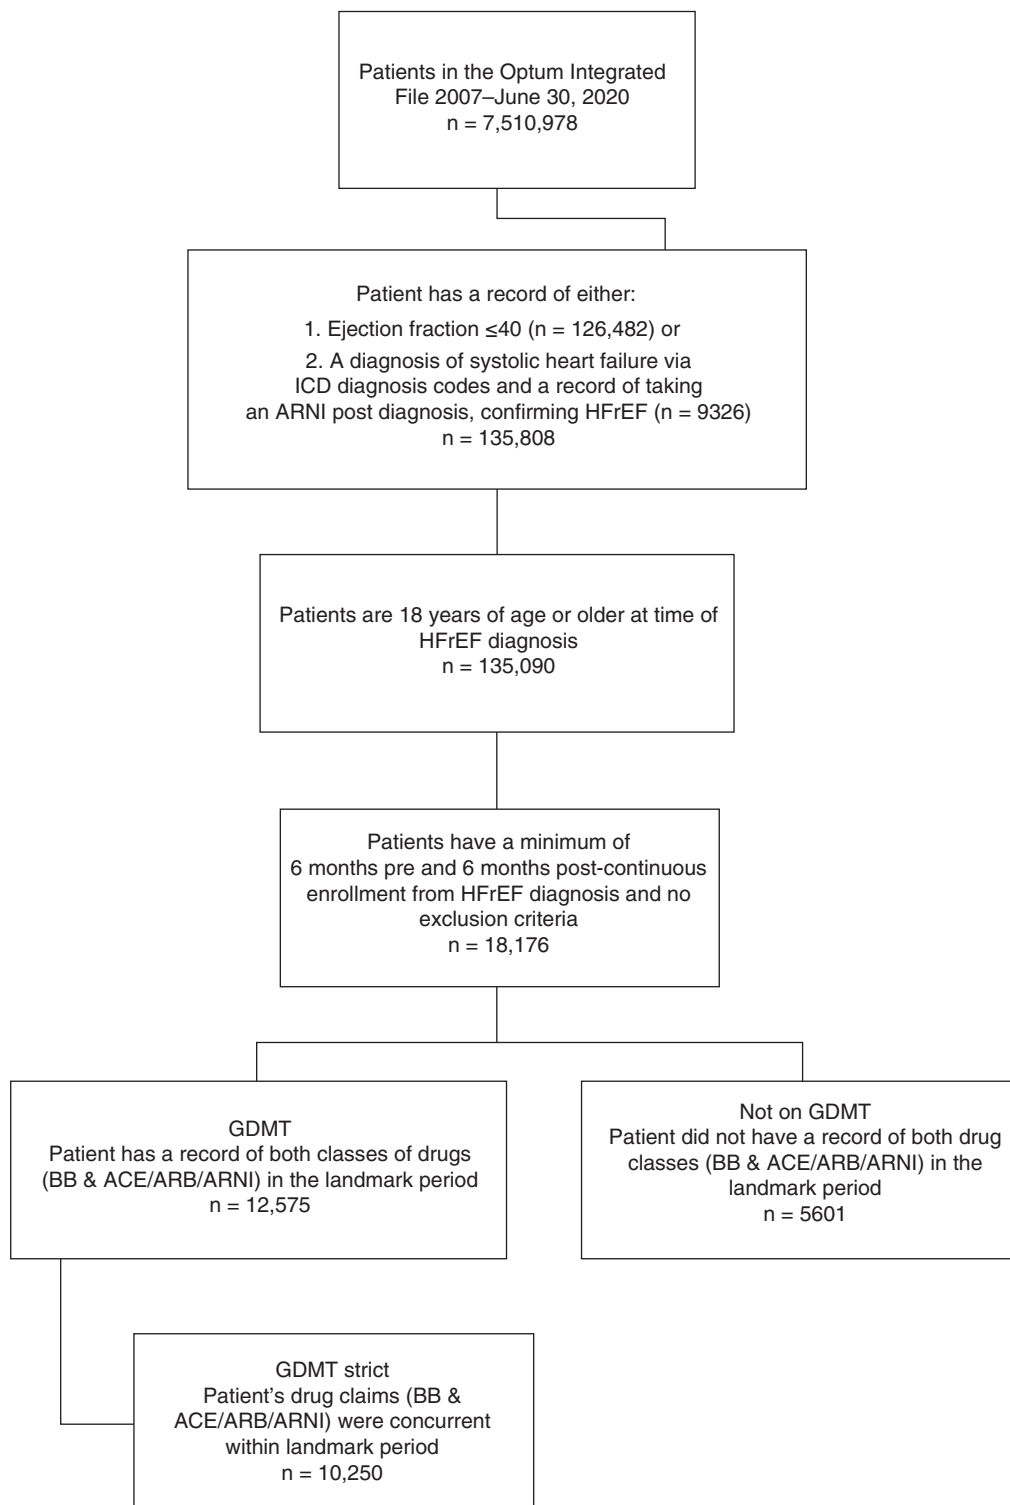 Patients in the Optum Integrated
File 2007–June 30, 2020
n = 7,510,978
Patient has a record of either:
1. Ejection fraction ≤40 (n = 126,482) or
2. A diagnosis of systolic heart failure via
ICD diagnosis codes and a record of taking
an ARNI post diagnosis, confirming HFrEF (n = 9326)
n = 135,808
Patients are 18 years of age or older at time of
HFrEF diagnosis
n = 135,090
Patients have a minimum of
6 months pre and 6 months post-continuous
enrollment from HFrEF diagnosis and no
exclusion criteria
n = 18,176
GDMT
Patient has a record of both classes of drugs
(BB & ACE/ARB/ARNI) in the landmark period
n = 12,575
Not on GDMT
Patient did not have a record of both drug
classes (BB & ACE/ARB/ARNI) in the
landmark period
n = 5601
GDMT strict
Patient's drug claims (BB &
ACE/ARB/ARNI) were concurrent
within landmark period
n = 10,250